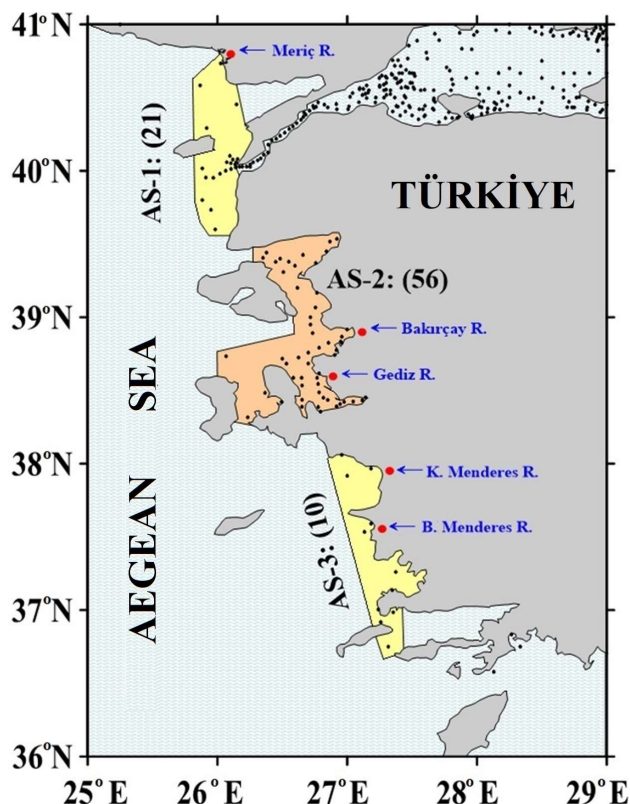 41°N
Meriç R.
AS-1: (21)
40°N
TÜRKİYE
AS-2: (56)
39°N
Bakırçay R.
Gediz R.
AEGEAN SEA
38°N
K. Menderes R.
B. Menderes R.
AS-3: (10)
37°N
36°N
25°E 26°E 27°E 28°E 29°E